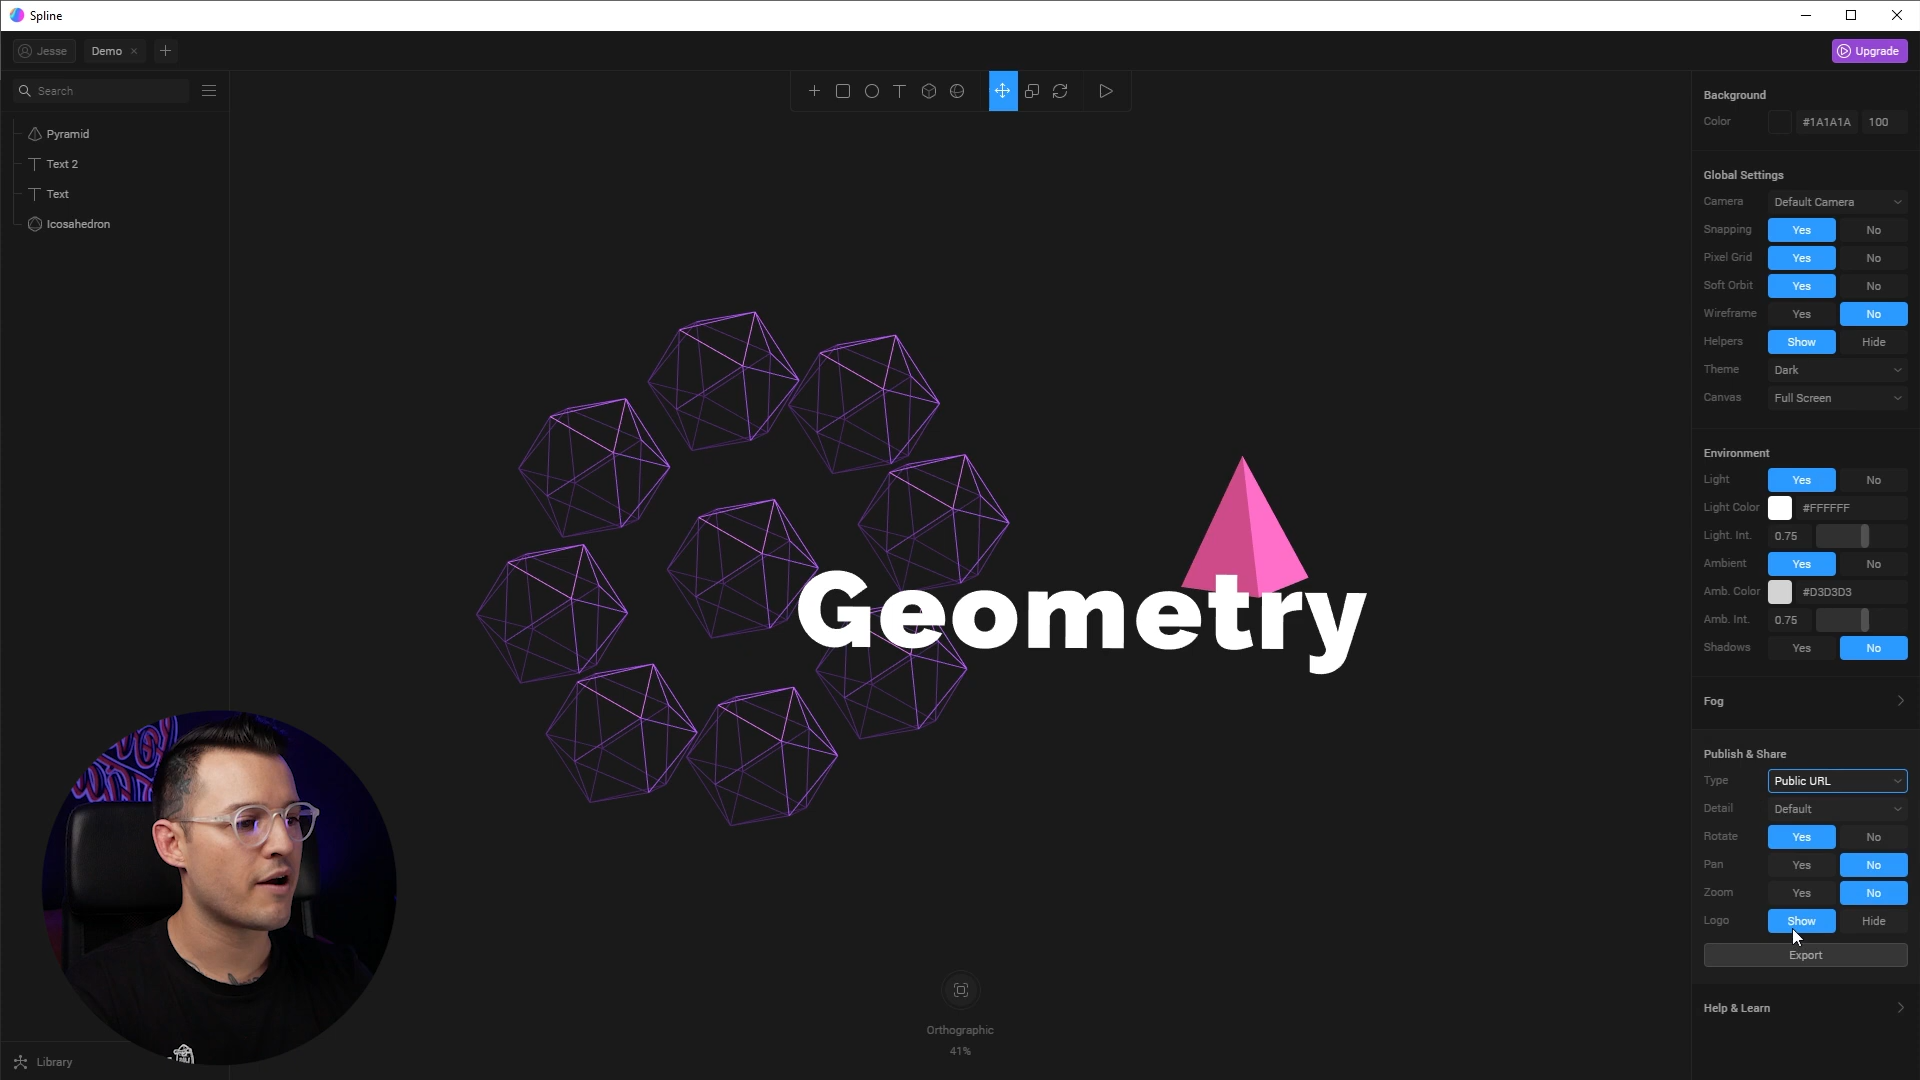 Spline
Jesse
Demo
Upgrade
Search
Pyramid
Text 2
Text
Icosahedron
Geometry
Orthographic
41%
Library
Background
Color #1A1A1A 100
Global Settings
Camera Default Camera
Snapping Yes No
Pixel Grid Yes No
Soft Orbit Yes No
Wireframe Yes No
Helpers Show Hide
Theme Dark
Canvas Full Screen
Environment
Light Yes No
Light Color #FFFFFF
Light. Int. 0.75
Ambient Yes No
Amb. Color #D3D3D3
Amb. Int. 0.75
Shadows Yes No
Fog
Publish & Share
Type Public URL
Detail Default
Rotate Yes No
Pan Yes No
Zoom Yes No
Logo Show Hide
Export
Help & Learn